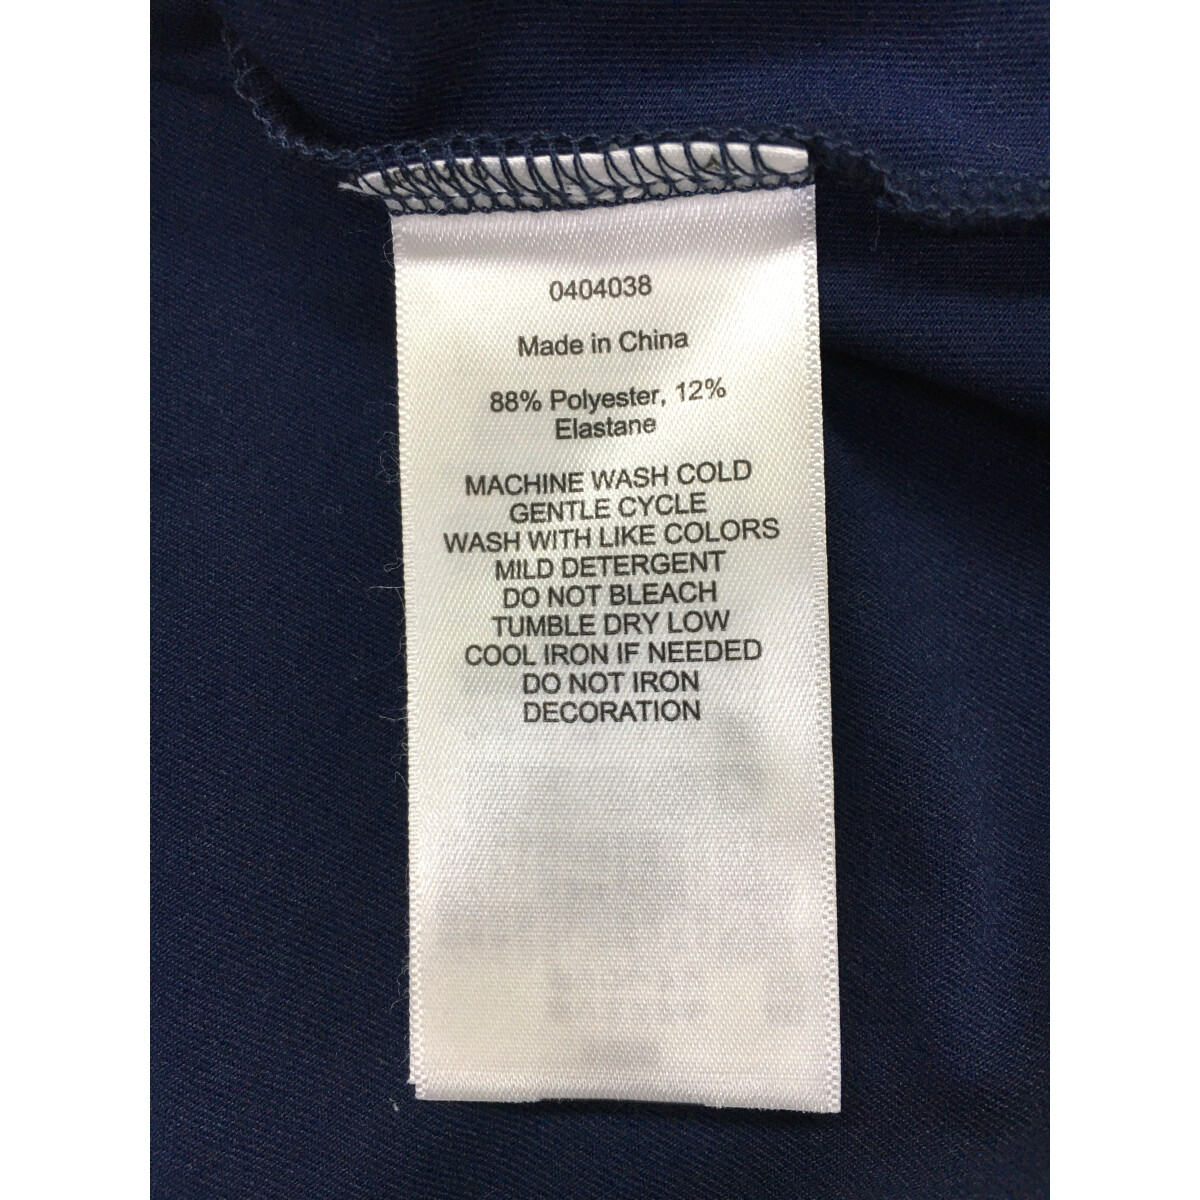 0404038
Made in China
88% Polyester, 12%
Elastane
MACHINE WASH COLD
GENTLE CYCLE
WASH WITH LIKE COLORS
MILD DETERGENT
DO NOT BLEACH
TUMBLE DRY LOW
COOL IRON IF NEEDED
DO NOT IRON
DECORATION